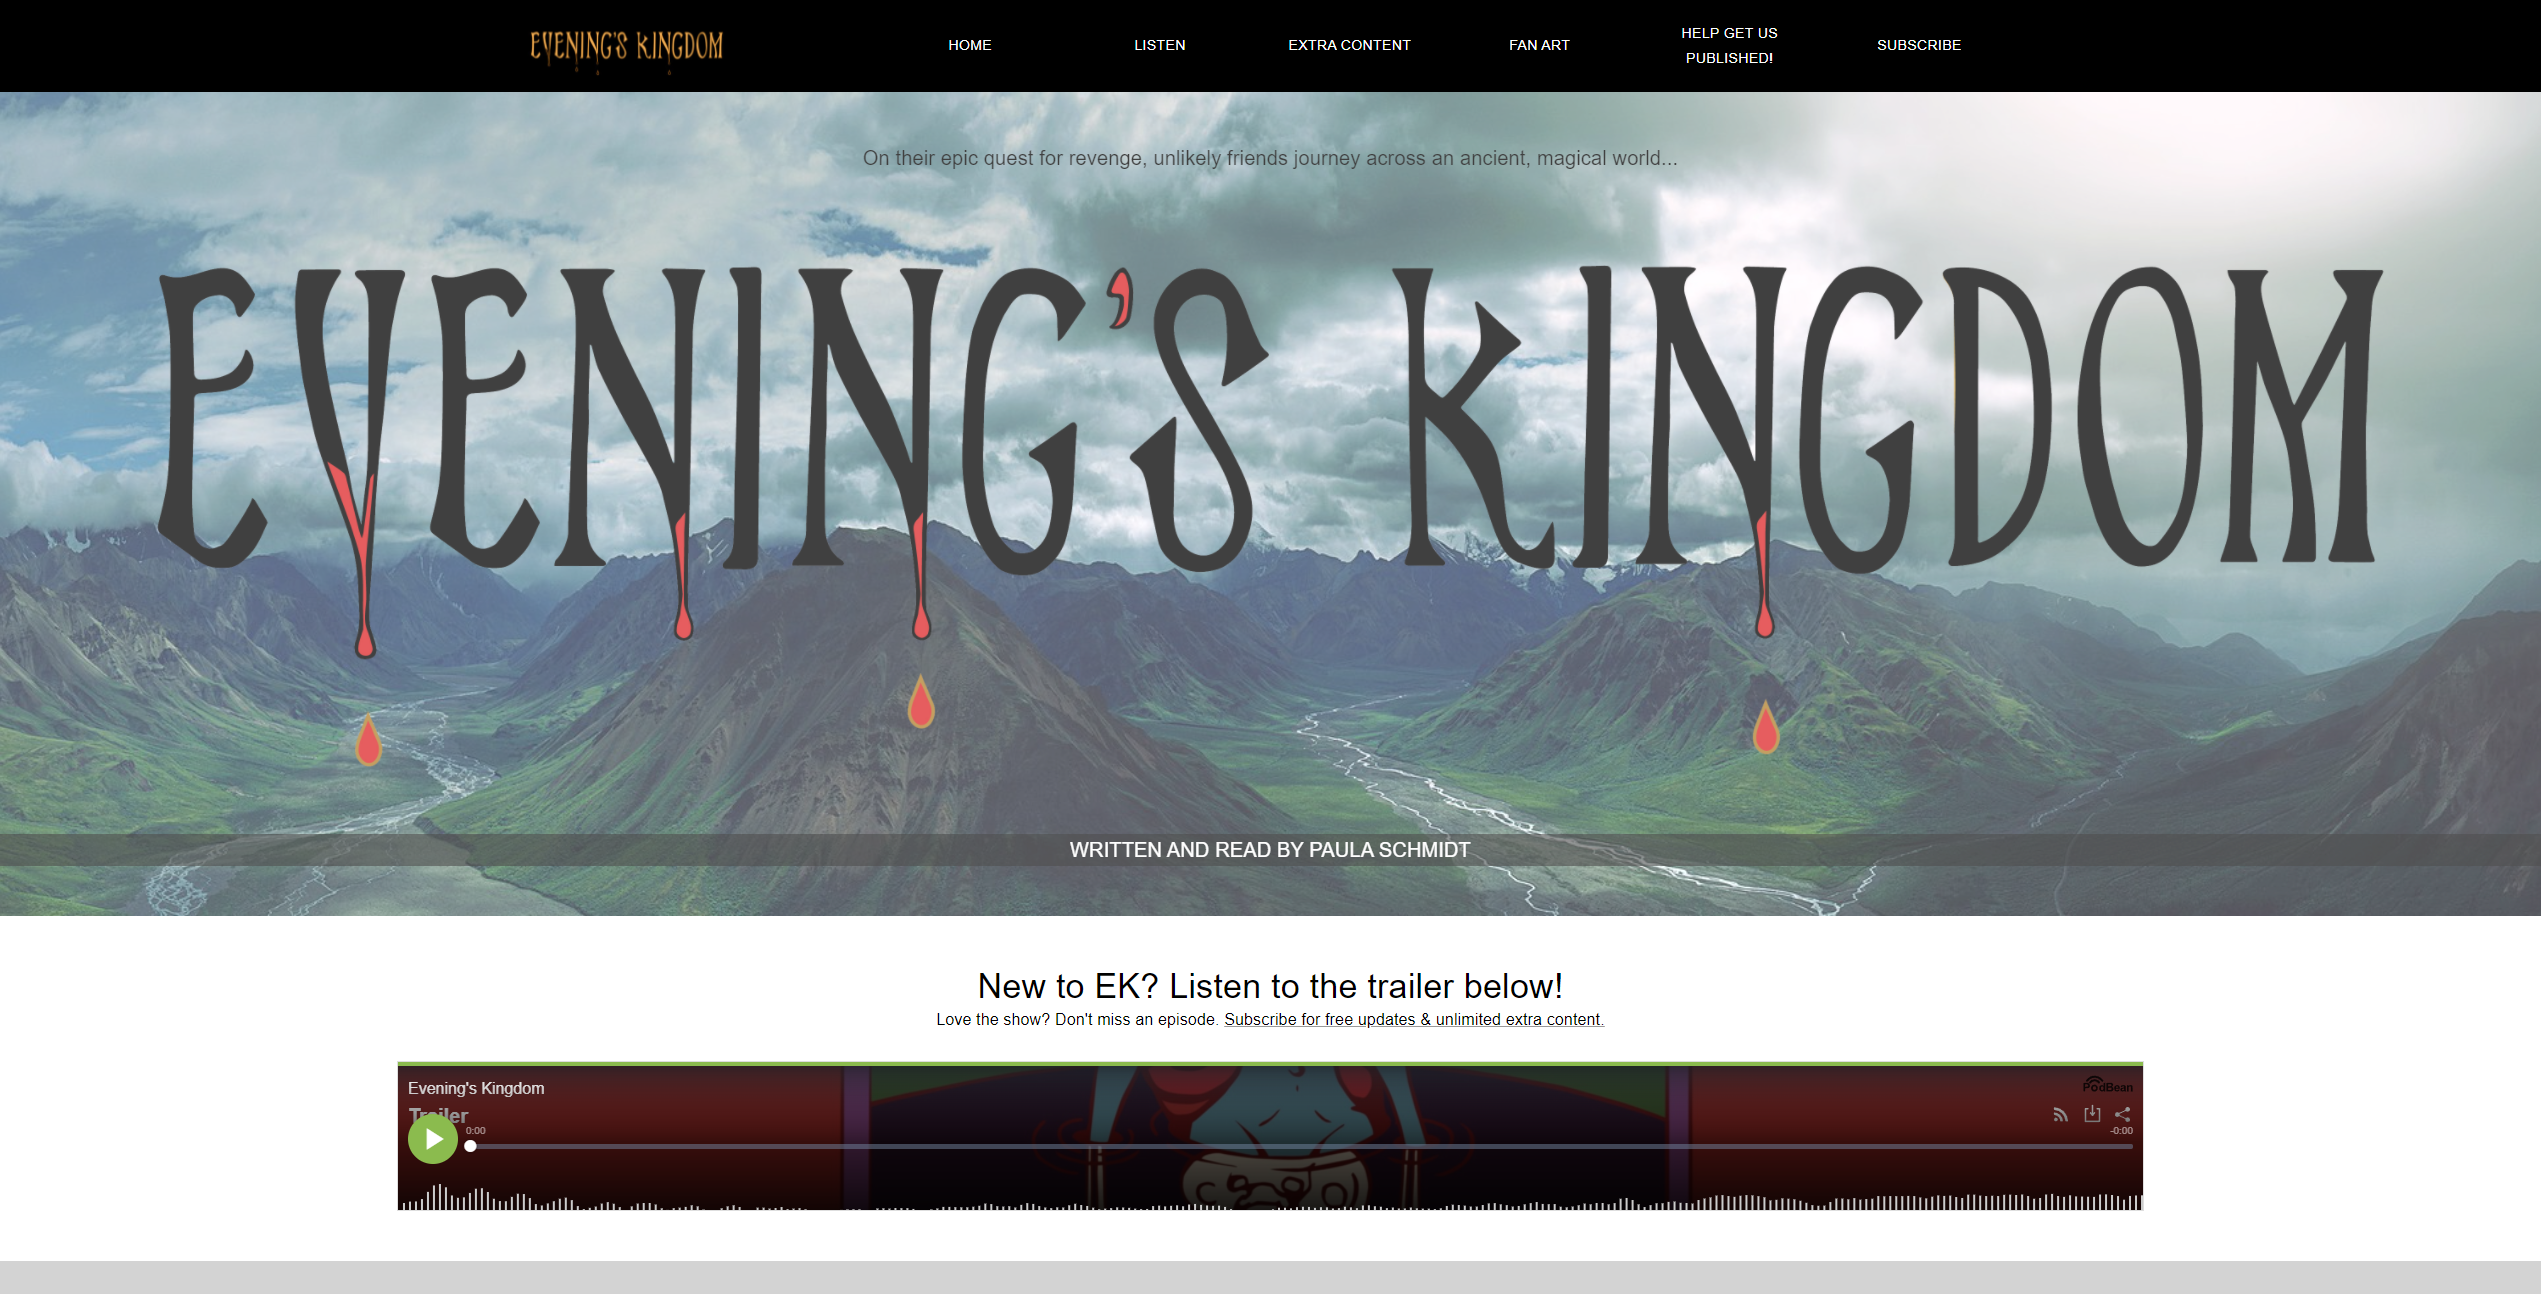 EVENING'S KINGDOM
HOME
LISTEN
EXTRA CONTENT
FAN ART
HELP GET US
PUBLISHED!
SUBSCRIBE
On their epic quest for revenge, unlikely friends journey across an ancient, magical world...
EVENING'S KINGDOM
WRITTEN AND READ BY PAULA SCHMIDT
New to EK? Listen to the trailer below!
Love the show? Don't miss an episode. Subscribe for free updates & unlimited extra content.
Evening's Kingdom
PodBean
Trailer
0:00
-0:00